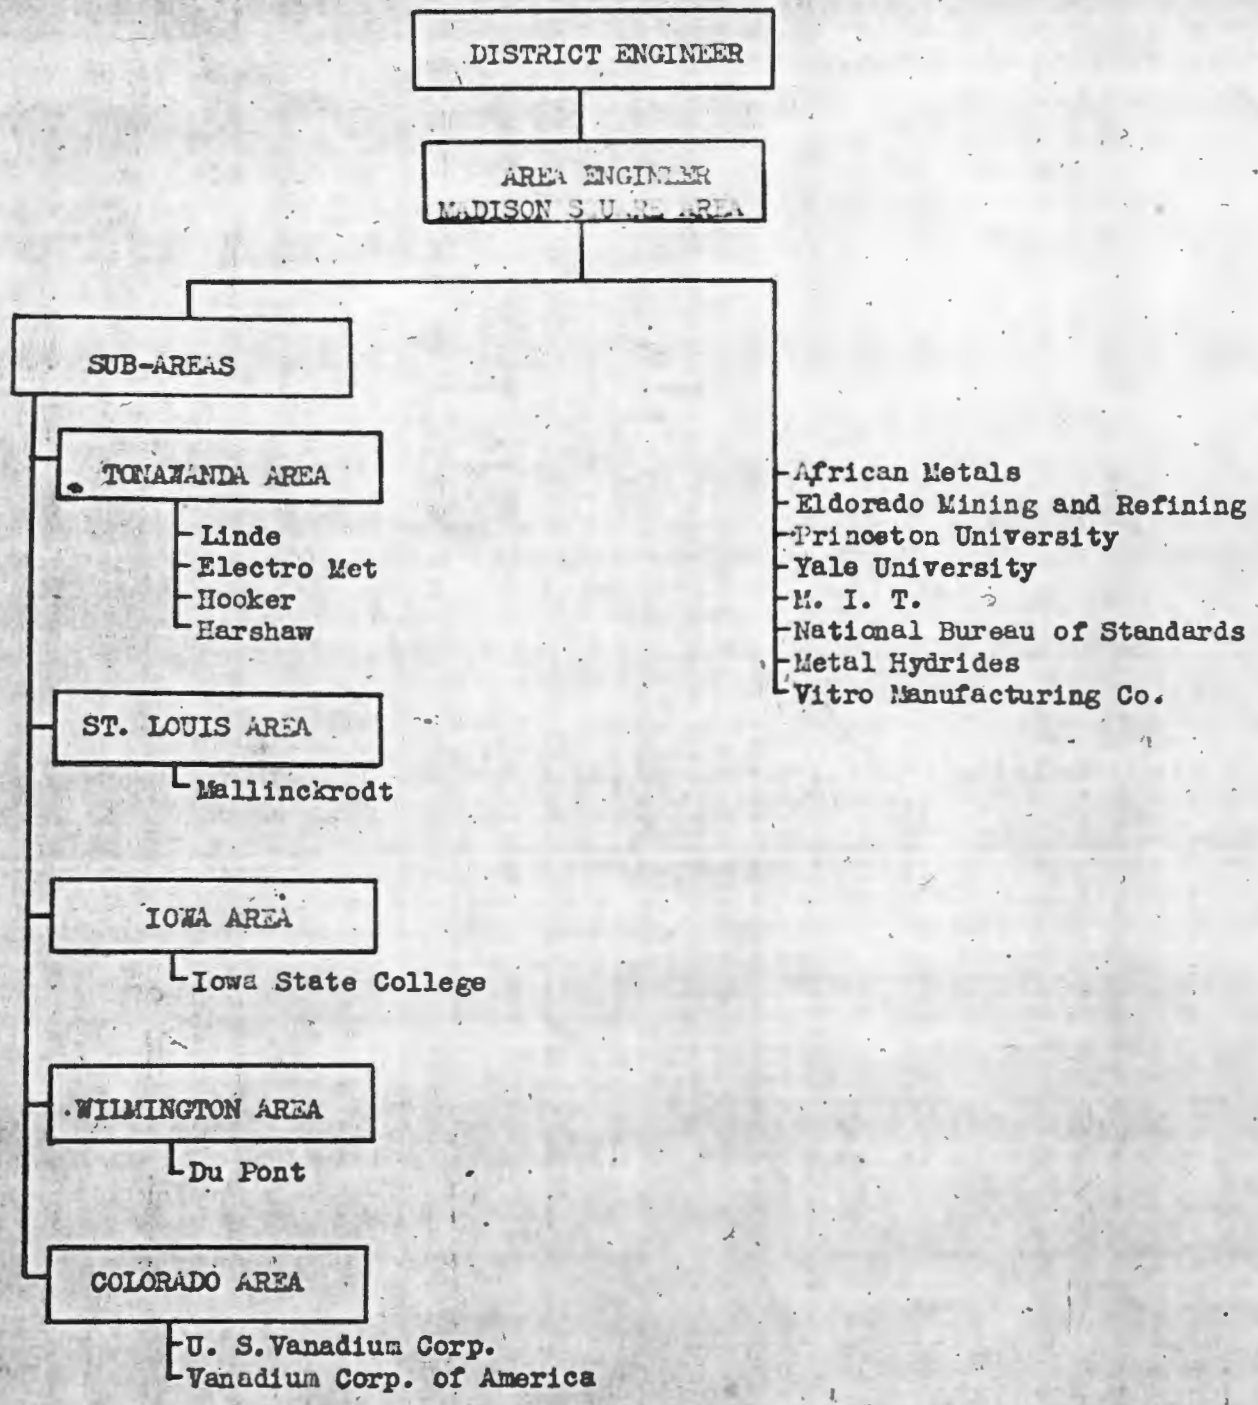 DISTRICT ENGINEER
AREA ENGINEER
MADISON SQUARE AREA
SUB-AREAS
TONAWANDA AREA
Linde
Electro Met
Hooker
Harshaw
ST. LOUIS AREA
Mallinckrodt
IOWA AREA
Iowa State College
WILMINGTON AREA
Du Pont
COLORADO AREA
U. S. Vanadium Corp.
Vanadium Corp. of America
African Metals
Eldorado Mining and Refining
Princeton University
Yale University
M. I. T.
National Bureau of Standards
Metal Hydrides
Vitro Manufacturing Co.